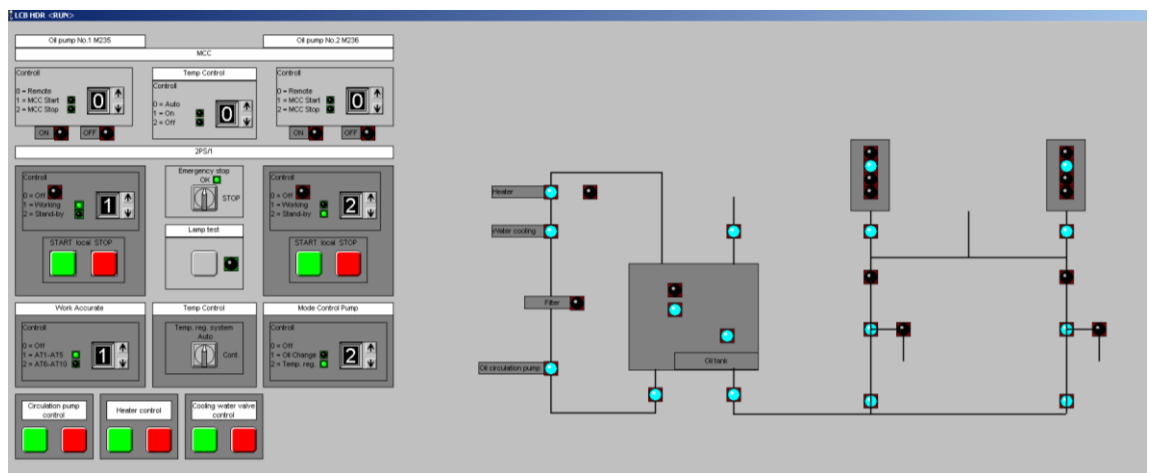 LCB HDR <RUN>
Oil pump No.1 M235
Oil pump No.2 M236
MCC
Controll
0 = Remote
1 = MCC Start
2 = MCC Stop
0
ON
OFF
Temp Control
Controll
0 = Auto
1 = On
2 = Off
0
Controll
0 = Remote
1 = MCC Start
2 = MCC Stop
0
ON
OFF
2PS/1
Controll
0 = Off
1 = Working
2 = Stand-by
1
START local STOP
Emergency stop
OK
STOP
Lamp test
Controll
0 = Off
1 = Working
2 = Stand-by
2
START local STOP
Work Accurate
Controll
0 = Off
1 = AT1-AT5
2 = AT6-AT10
1
Temp Control
Temp. reg. system
Auto
Cont.
Mode Control Pump
Controll
0 = Off
1 = Oil Change
2 = Temp. reg.
2
Circulation pump
control
Heater control
Cooling water valve
control
Heater
Water cooling
Filter
Oil circulation pump
Oil tank